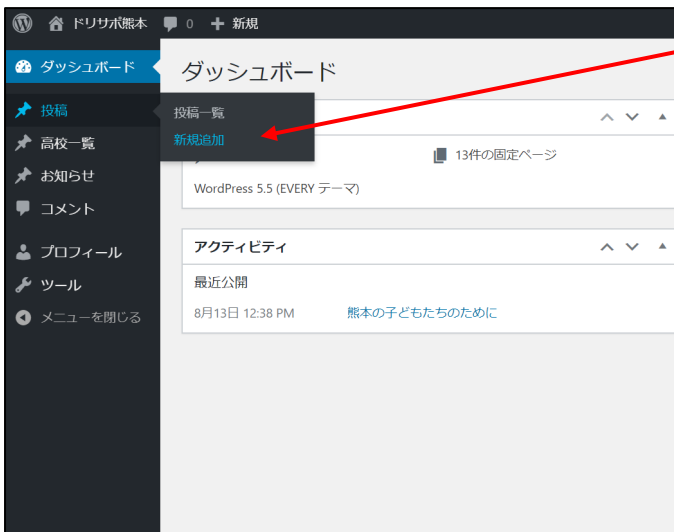 ドリサポ熊本 0 + 新規
ダッシュボード
ダッシュボード
投稿
投稿一覧
新規追加
高校一覧
お知らせ
コメント
プロフィール
ツール
メニューを閉じる
13件の固定ページ
WordPress 5.5 (EVERY テーマ)
アクティビティ
最近公開
8月13日 12:38 PM 熊本の子どもたちのために